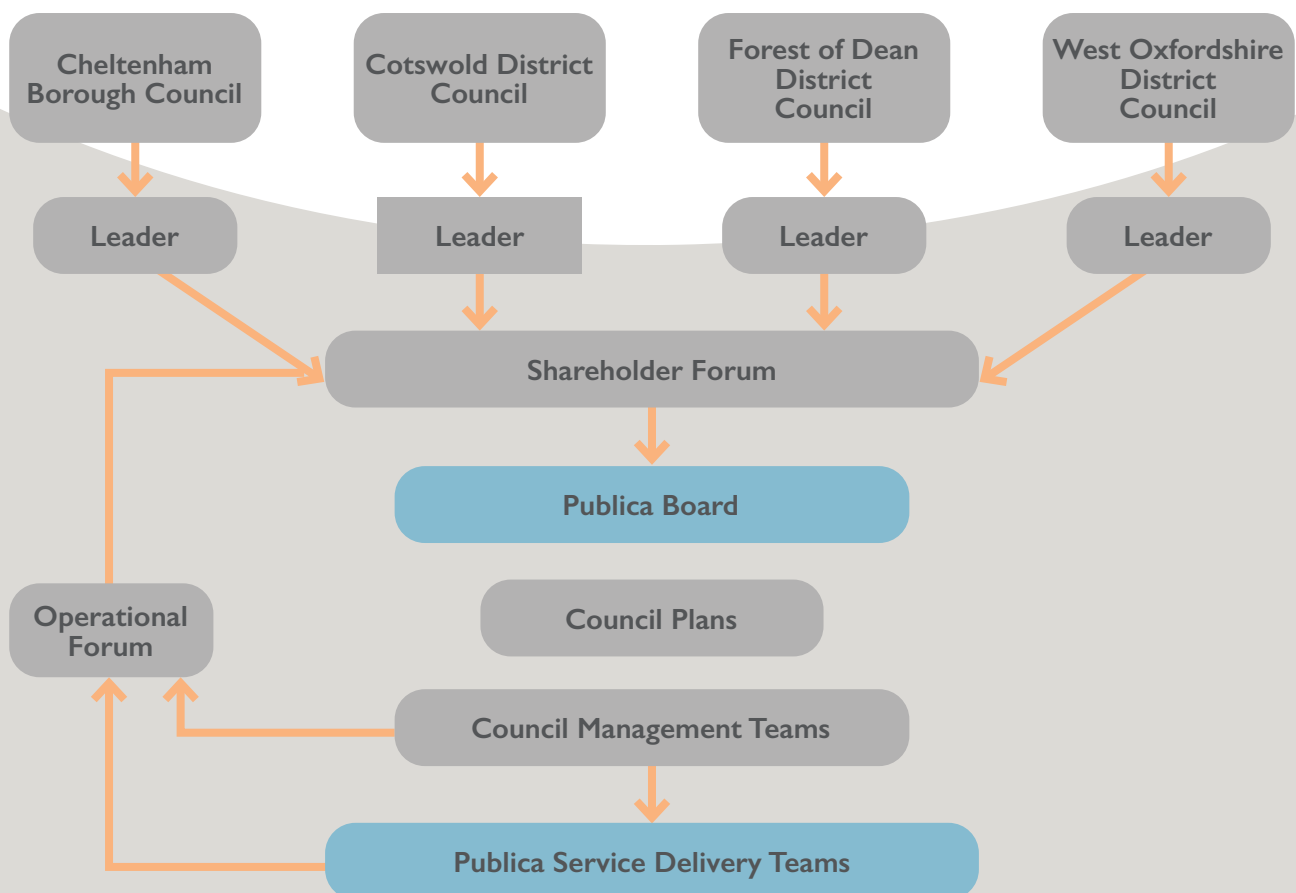 Cheltenham
Borough Council
Cotswold District
Council
Forest of Dean
District
Council
West Oxfordshire
District
Council
Leader
Leader
Leader
Leader
Shareholder Forum
Publica Board
Council Plans
Operational
Forum
Council Management Teams
Publica Service Delivery Teams